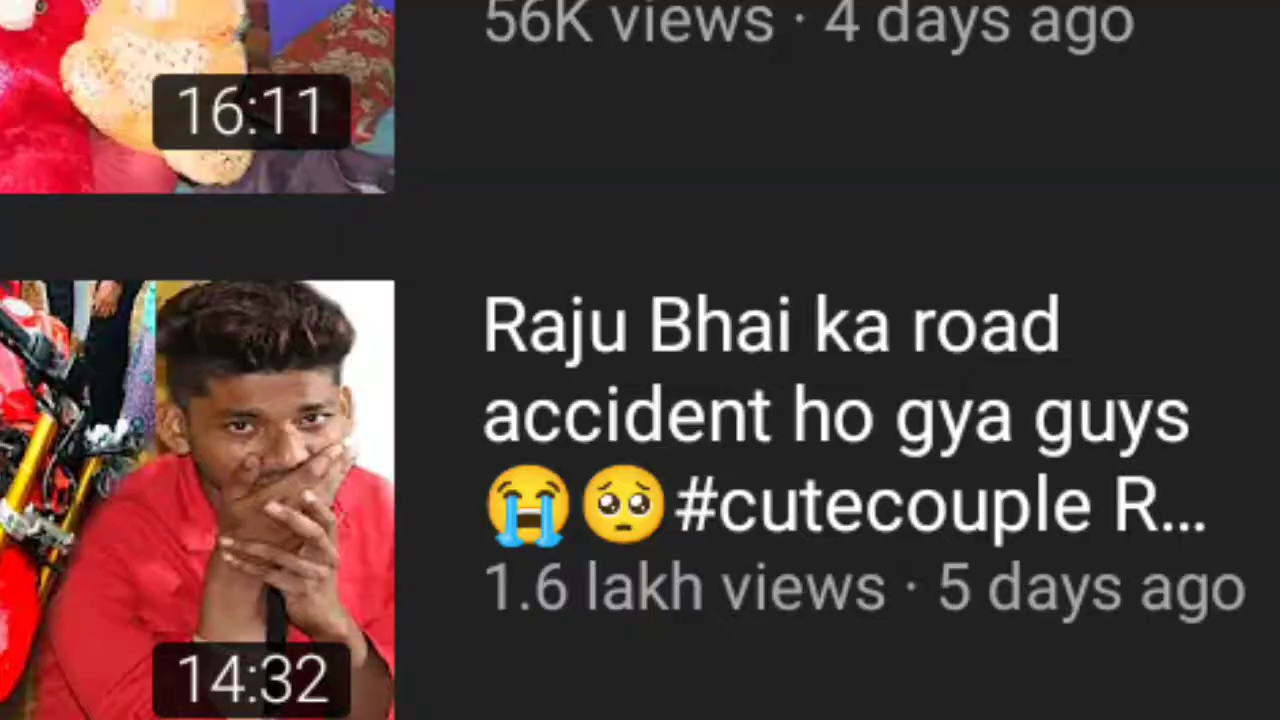 56K views · 4 days ago
16:11
Raju Bhai ka road
accident ho gya guys
😭🥺#cutecouple R...
1.6 lakh views · 5 days ago
14:32